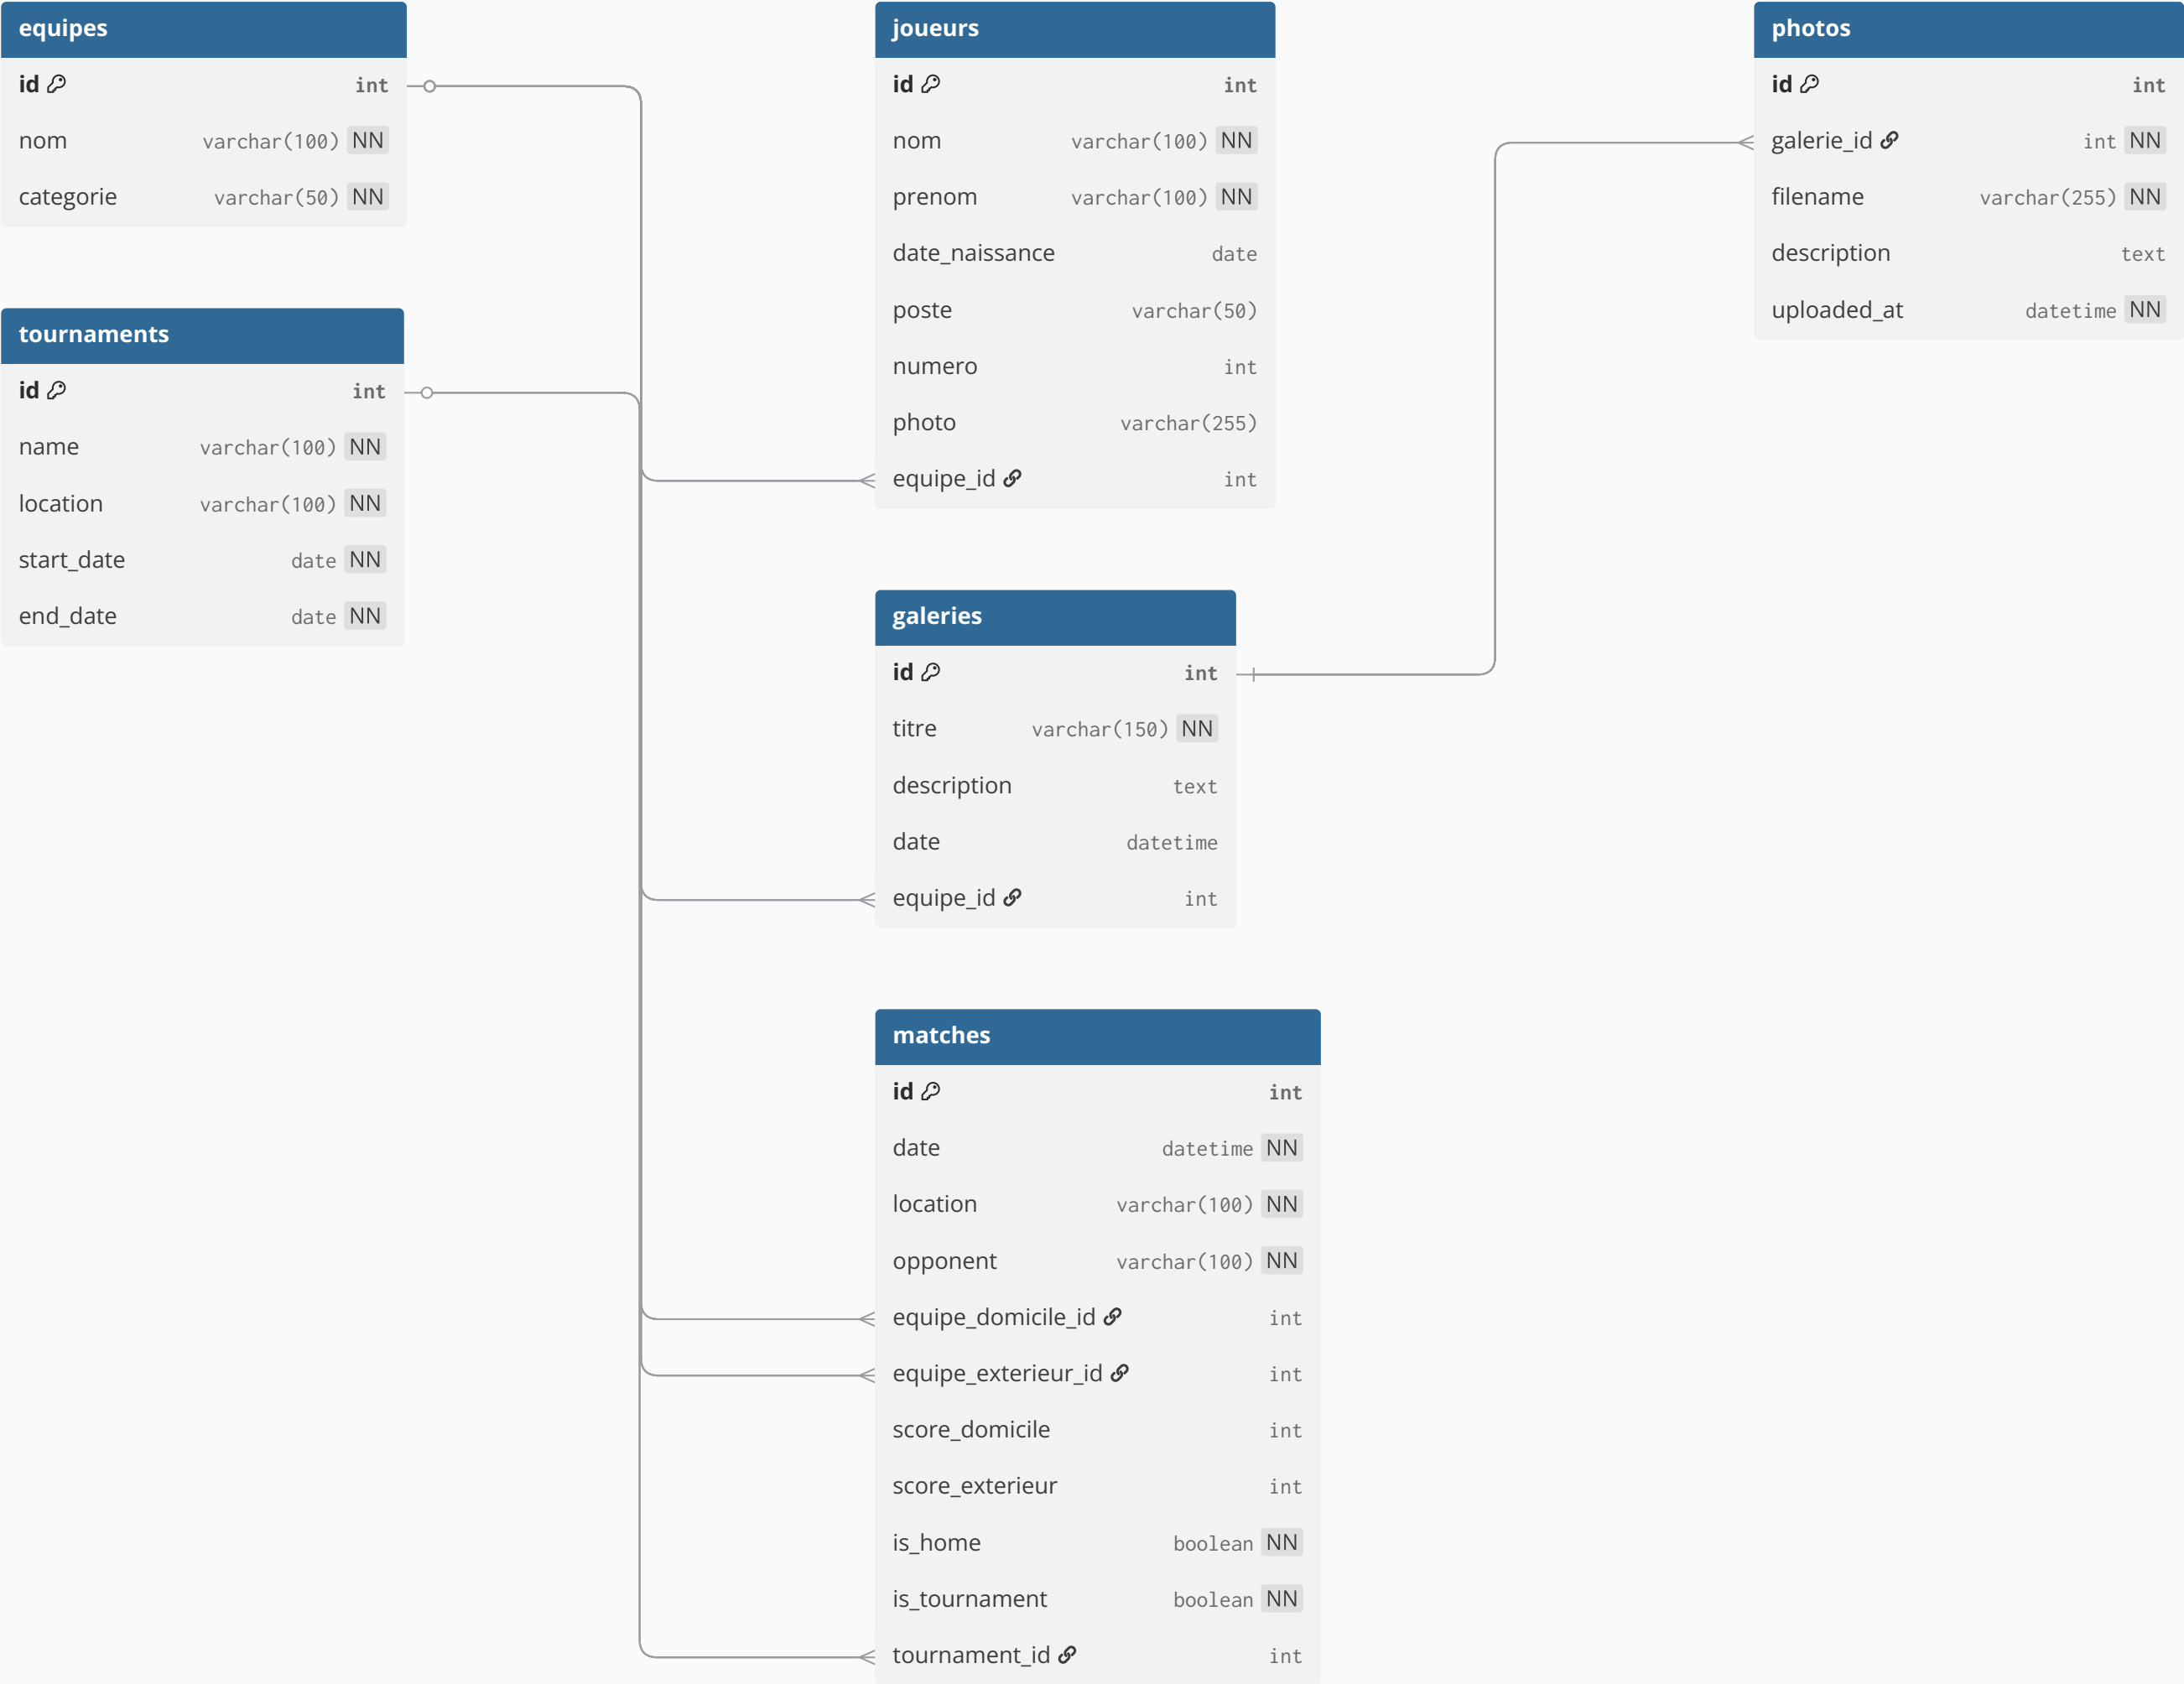 equipes
id int
nom varchar(100) NN
categorie varchar(50) NN
tournaments
id int
name varchar(100) NN
location varchar(100) NN
start_date date NN
end_date date NN
joueurs
id int
nom varchar(100) NN
prenom varchar(100) NN
date_naissance date
poste varchar(50)
numero int
photo varchar(255)
equipe_id int
galeries
id int
titre varchar(150) NN
description text
date datetime
equipe_id int
matches
id int
date datetime NN
location varchar(100) NN
opponent varchar(100) NN
equipe_domicile_id int
equipe_exterieur_id int
score_domicile int
score_exterieur int
is_home boolean NN
is_tournament boolean NN
tournament_id int
photos
id int
galerie_id int NN
filename varchar(255) NN
description text
uploaded_at datetime NN